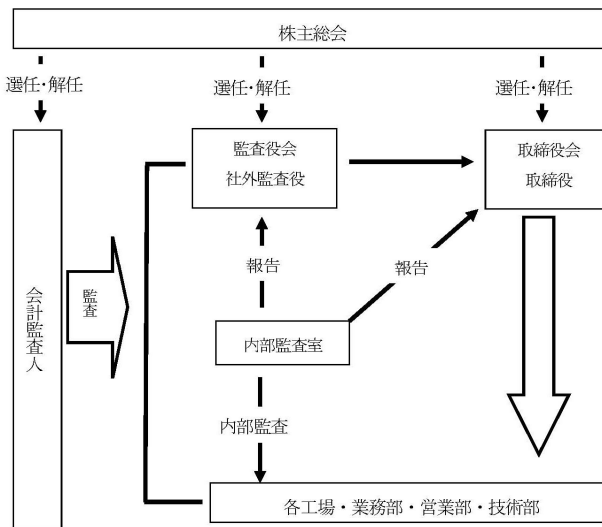 株主総会
選任・解任
選任・解任
選任・解任
監査役会
社外監査役
取締役会
取締役
報告
報告
会計監査人
監査
内部監査室
内部監査
各工場・業務部・営業部・技術部